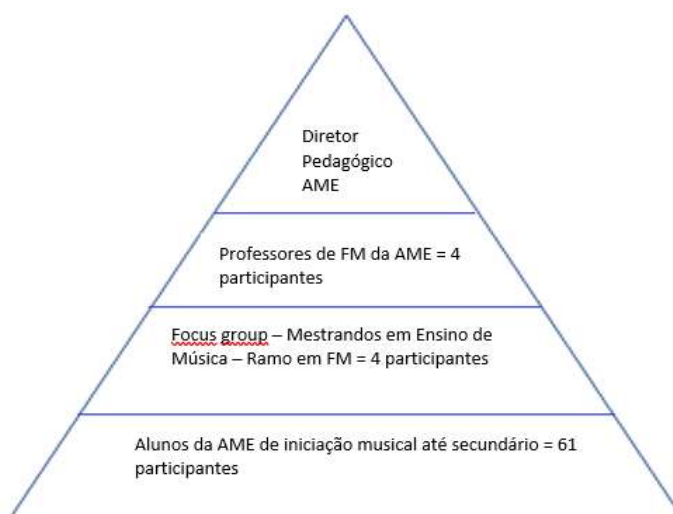 Diretor
Pedagógico
AME
Professores de FM da AME = 4
participantes
Focus group – Mestrandos em Ensino de
Música – Ramo em FM = 4 participantes
Alunos da AME de iniciação musical até secundário = 61
participantes